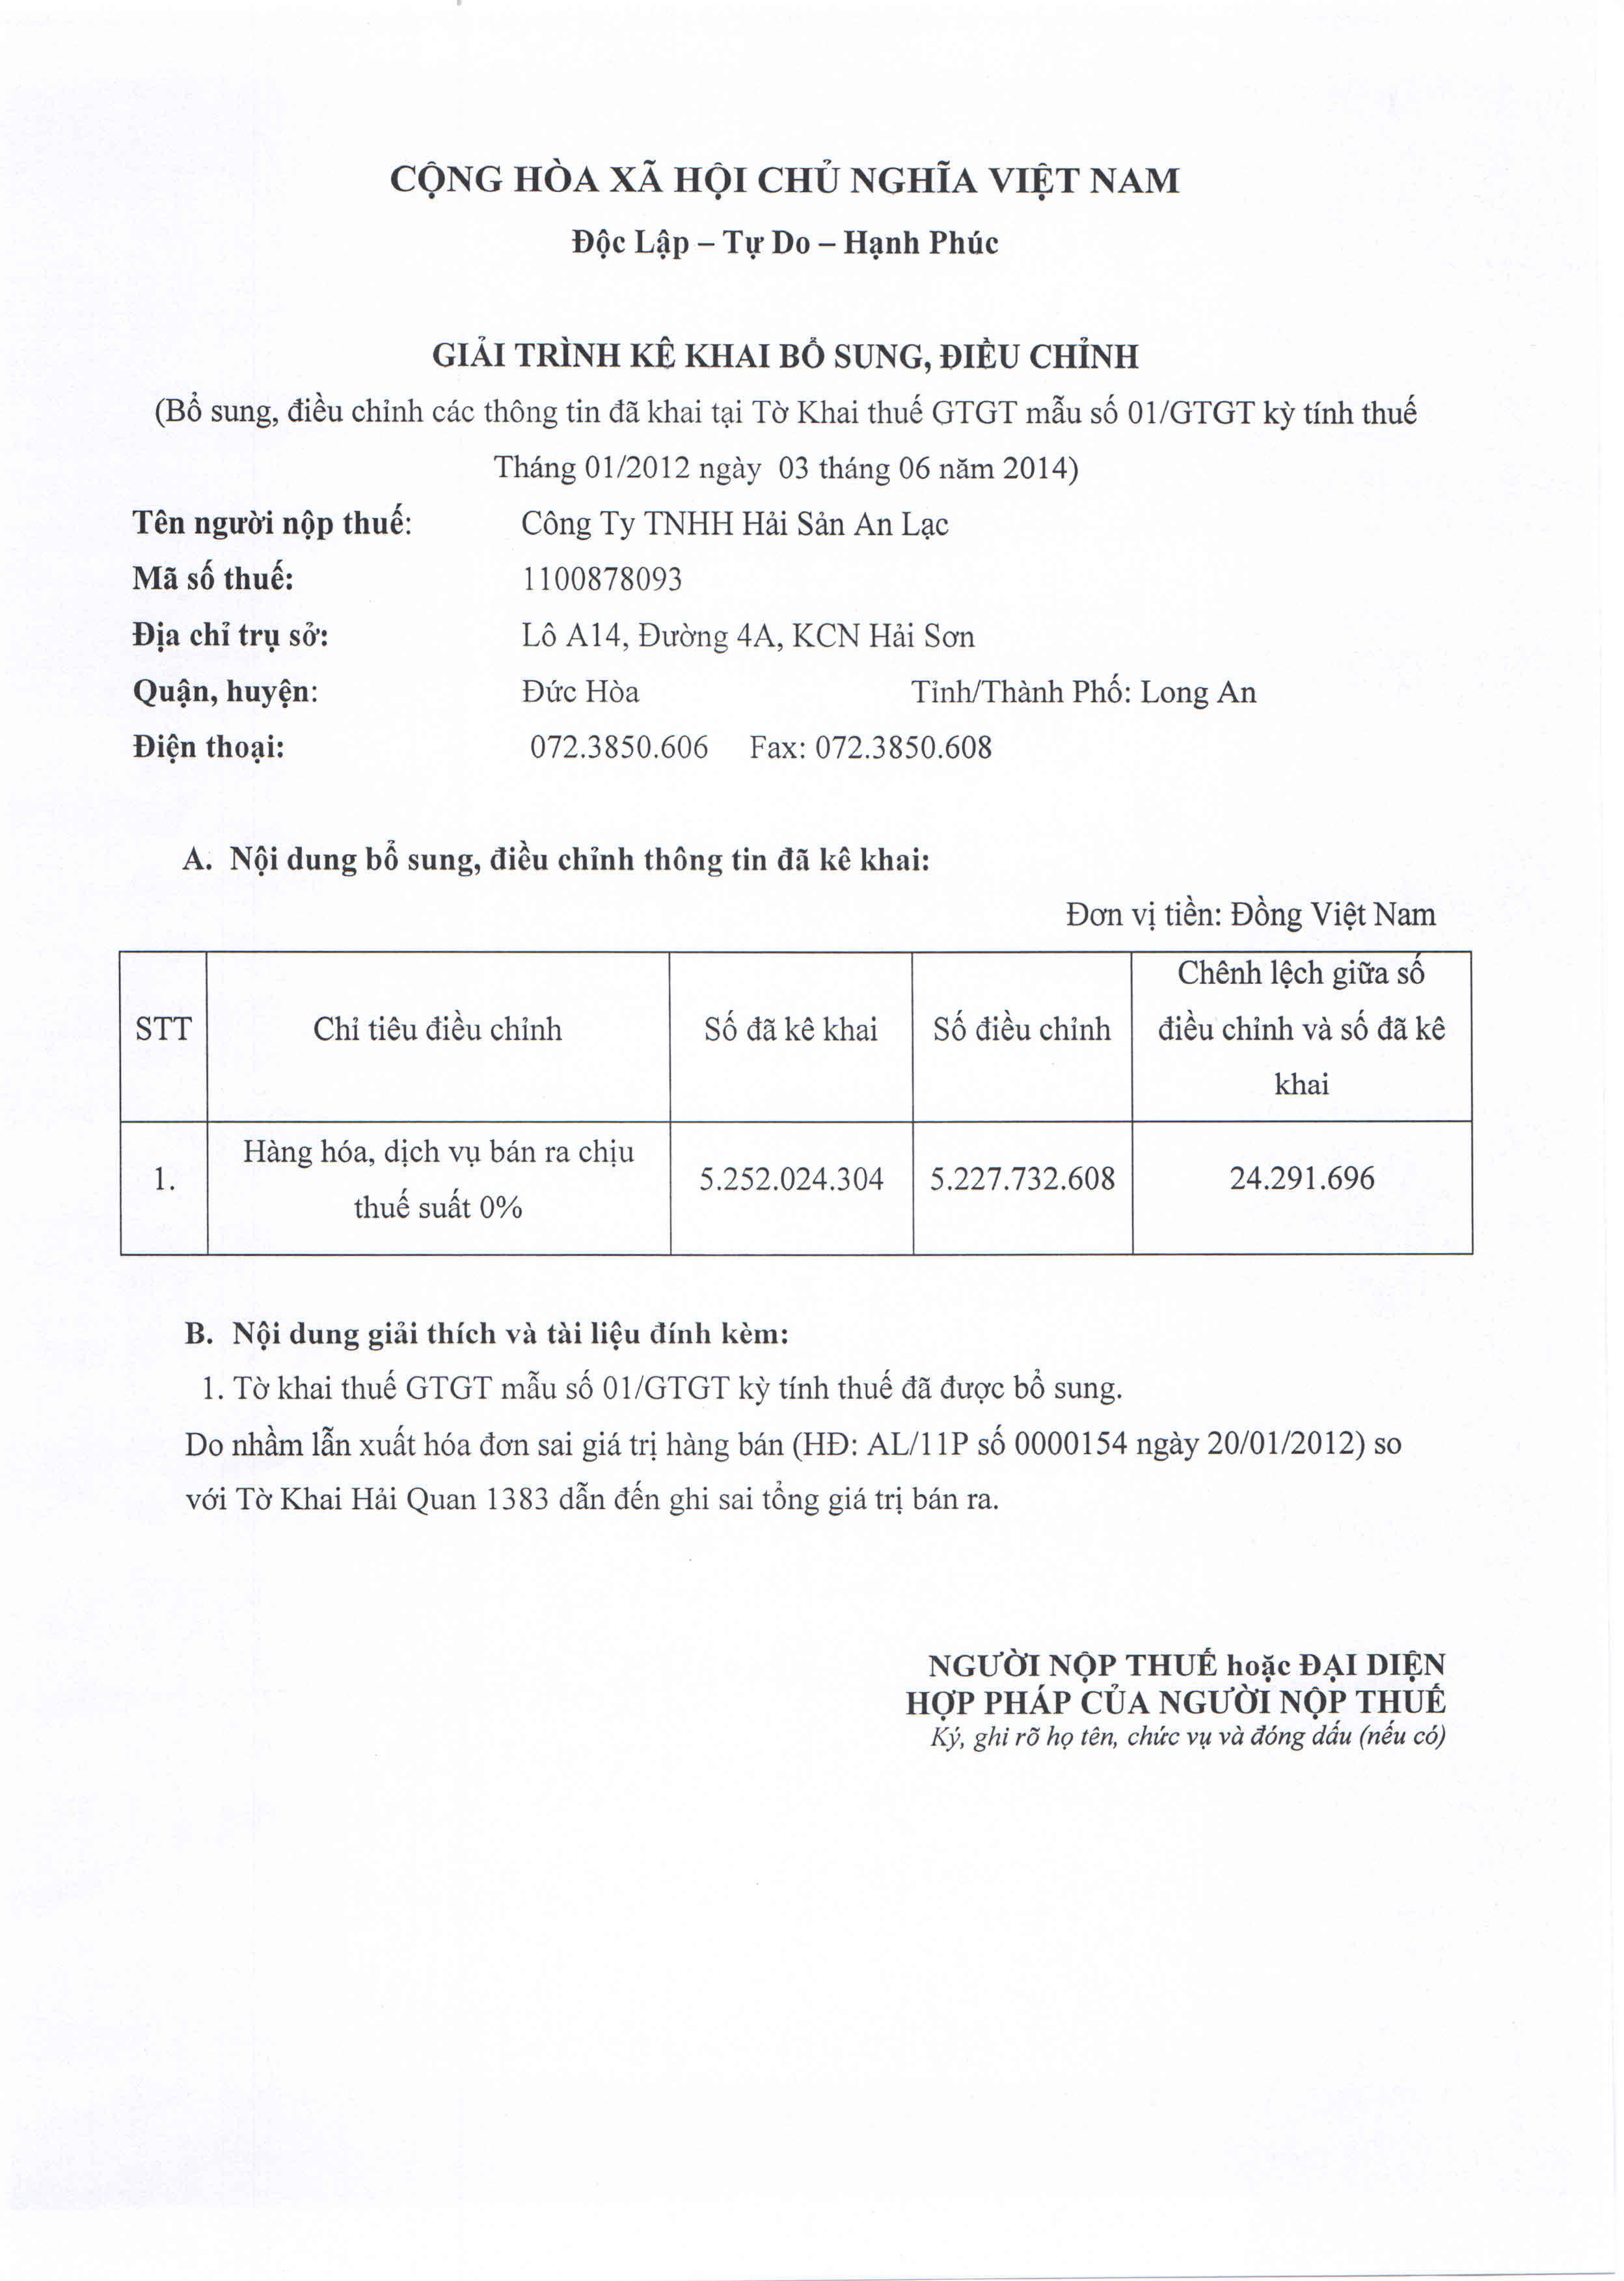 CỘNG HÒA XÃ HỘI CHỦ NGHĨA VIỆT NAM
Độc Lập – Tự Do – Hạnh Phúc
GIẢI TRÌNH KÊ KHAI BỔ SUNG, ĐIỀU CHỈNH
(Bổ sung, điều chỉnh các thông tin đã khai tại Tờ Khai thuế GTGT mẫu số 01/GTGT kỳ tính thuế
Tháng 01/2012 ngày 03 tháng 06 năm 2014)
Tên người nộp thuế: Công Ty TNHH Hải Sản An Lạc
Mã số thuế: 1100878093
Địa chỉ trụ sở: Lô A14, Đường 4A, KCN Hải Sơn
Quận, huyện: Đức Hòa Tỉnh/Thành Phố: Long An
Điện thoại: 072.3850.606 Fax: 072.3850.608
A. Nội dung bổ sung, điều chỉnh thông tin đã kê khai:
Đơn vị tiền: Đồng Việt Nam
Chênh lệch giữa số
STT Chỉ tiêu điều chỉnh Số đã kê khai Số điều chỉnh điều chỉnh và số đã kê
khai
Hàng hóa, dịch vụ bán ra chịu
1. 5.252.024.304 5.227.732.608 24.291.696
thuế suất 0%
B. Nội dung giải thích và tài liệu đính kèm:
1. Tờ khai thuế GTGT mẫu số 01/GTGT kỳ tính thuế đã được bổ sung.
Do nhầm lẫn xuất hóa đơn sai giá trị hàng bán (HĐ: AL/11P số 0000154 ngày 20/01/2012) so
với Tờ Khai Hải Quan 1383 dẫn đến ghi sai tổng giá trị bán ra.
NGƯỜI NỘP THUẾ hoặc ĐẠI DIỆN
HỢP PHÁP CỦA NGƯỜI NỘP THUẾ
Ký, ghi rõ họ tên, chức vụ và đóng dấu (nếu có)